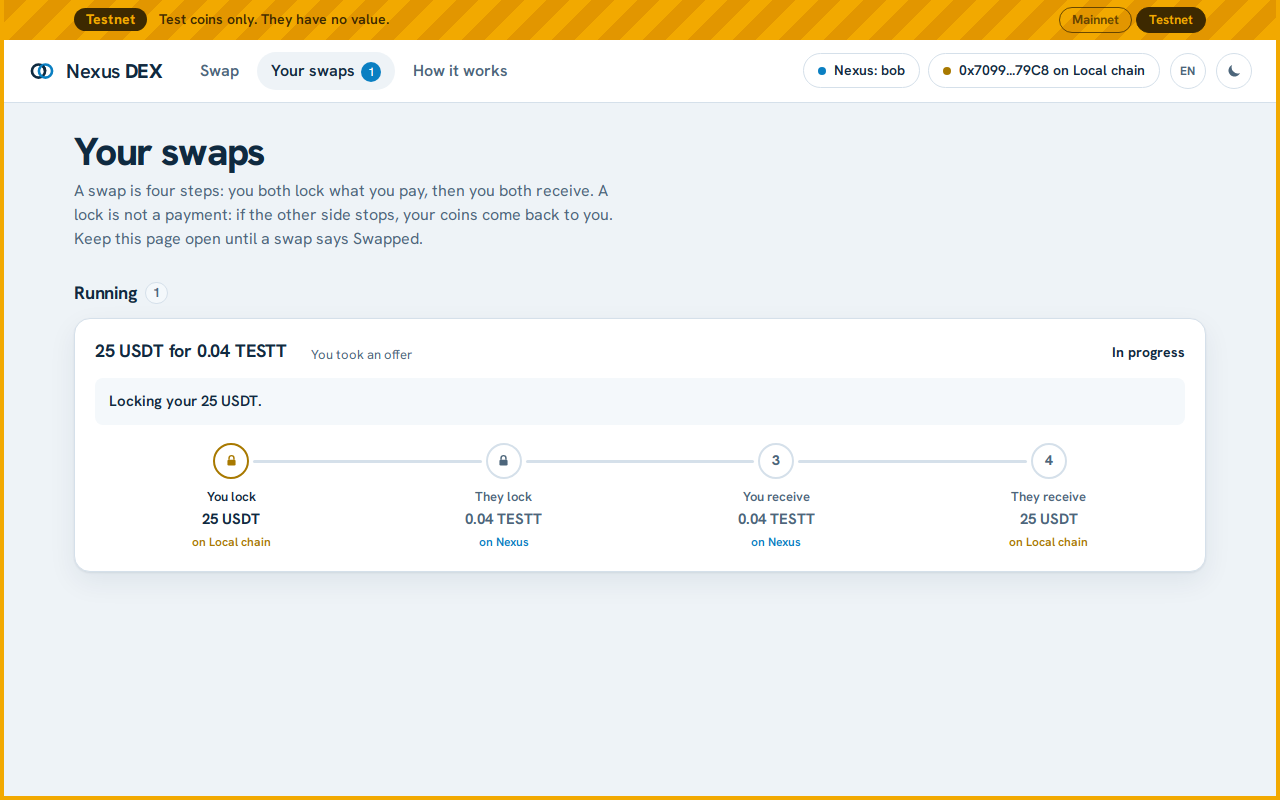 Testnet Test coins only. They have no value. Mainnet Testnet
Nexus DEX Swap Your swaps 1 How it works Nexus: bob 0x7099…79C8 on Local chain EN
Your swaps
A swap is four steps: you both lock what you pay, then you both receive. A
lock is not a payment: if the other side stops, your coins come back to you.
Keep this page open until a swap says Swapped.
Running 1
25 USDT for 0.04 TESTT You took an offer In progress
Locking your 25 USDT.
3 4
You lock They lock You receive They receive
25 USDT 0.04 TESTT 0.04 TESTT 25 USDT
on Local chain on Nexus on Nexus on Local chain